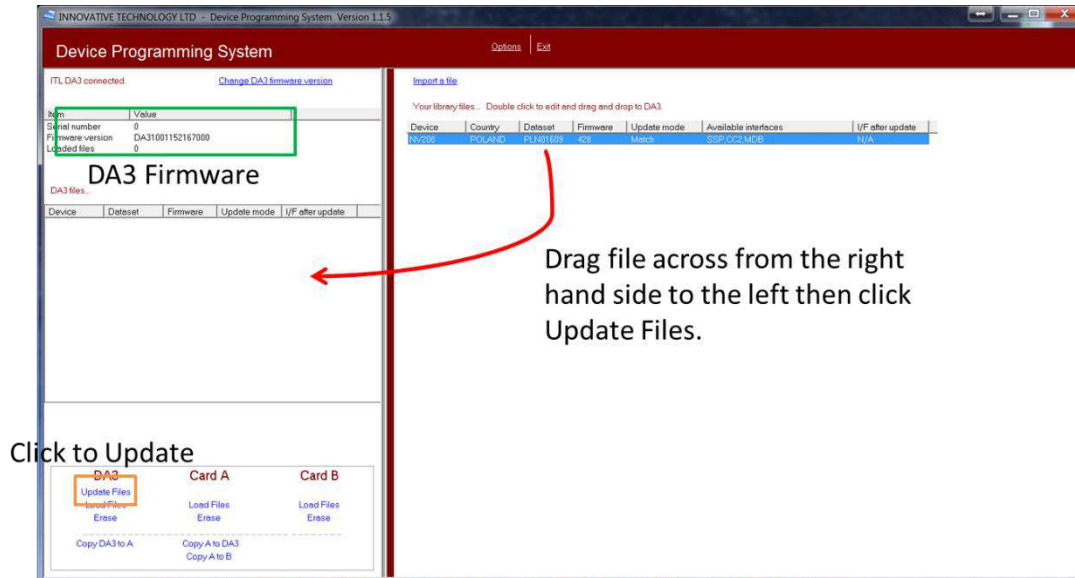 INNOVATIVE TECHNOLOGY LTD - Device Programming System Version 1.1.5
Device Programming System
Options Exit
ITL DA3 connected. Change DA3 firmware version
Item Value
Serial number 0
Firmware version DA31001152167000
Loaded files 0
DA3 Firmware
DA3 files...
Device Dataset Firmware Update mode I/F after update
Import a file
Your library files... Double click to edit and drag and drop to DA3.
Device Country Dataset Firmware Update mode Available interfaces I/F after update
NV200 POLAND PLN01609 428 Match SSP,CC2,MDB N/A
Drag file across from the right
hand side to the left then click
Update Files.
Click to Update
DA3 Card A Card B
Update Files
Load Files Load Files Load Files
Erase Erase Erase
Copy DA3 to A Copy A to DA3
Copy A to B